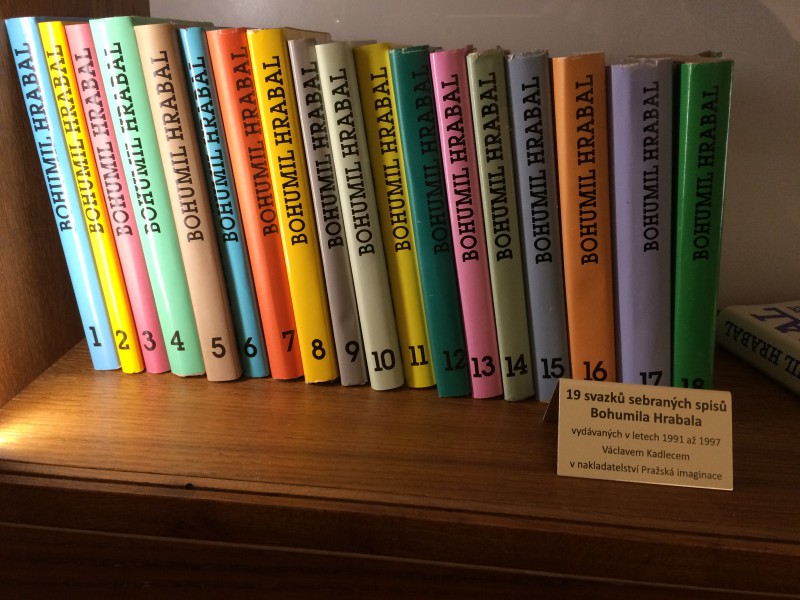 BOHUMIL HRABAL
1
BOHUMIL HRABAL
2
BOHUMIL HRABAL
3
BOHUMIL HRABAL
4
BOHUMIL HRABAL
5
BOHUMIL HRABAL
6
BOHUMIL HRABAL
7
BOHUMIL HRABAL
8
BOHUMIL HRABAL
9
BOHUMIL HRABAL
10
BOHUMIL HRABAL
11
BOHUMIL HRABAL
12
BOHUMIL HRABAL
13
BOHUMIL HRABAL
14
BOHUMIL HRABAL
15
BOHUMIL HRABAL
16
BOHUMIL HRABAL
17
BOHUMIL HRABAL
18
HRABAL
19 svazků sebraných spisů
Bohumila Hrabala
vydávaných v letech 1991 až 1997
Václavem Kadlecem
v nakladatelství Pražská imaginace